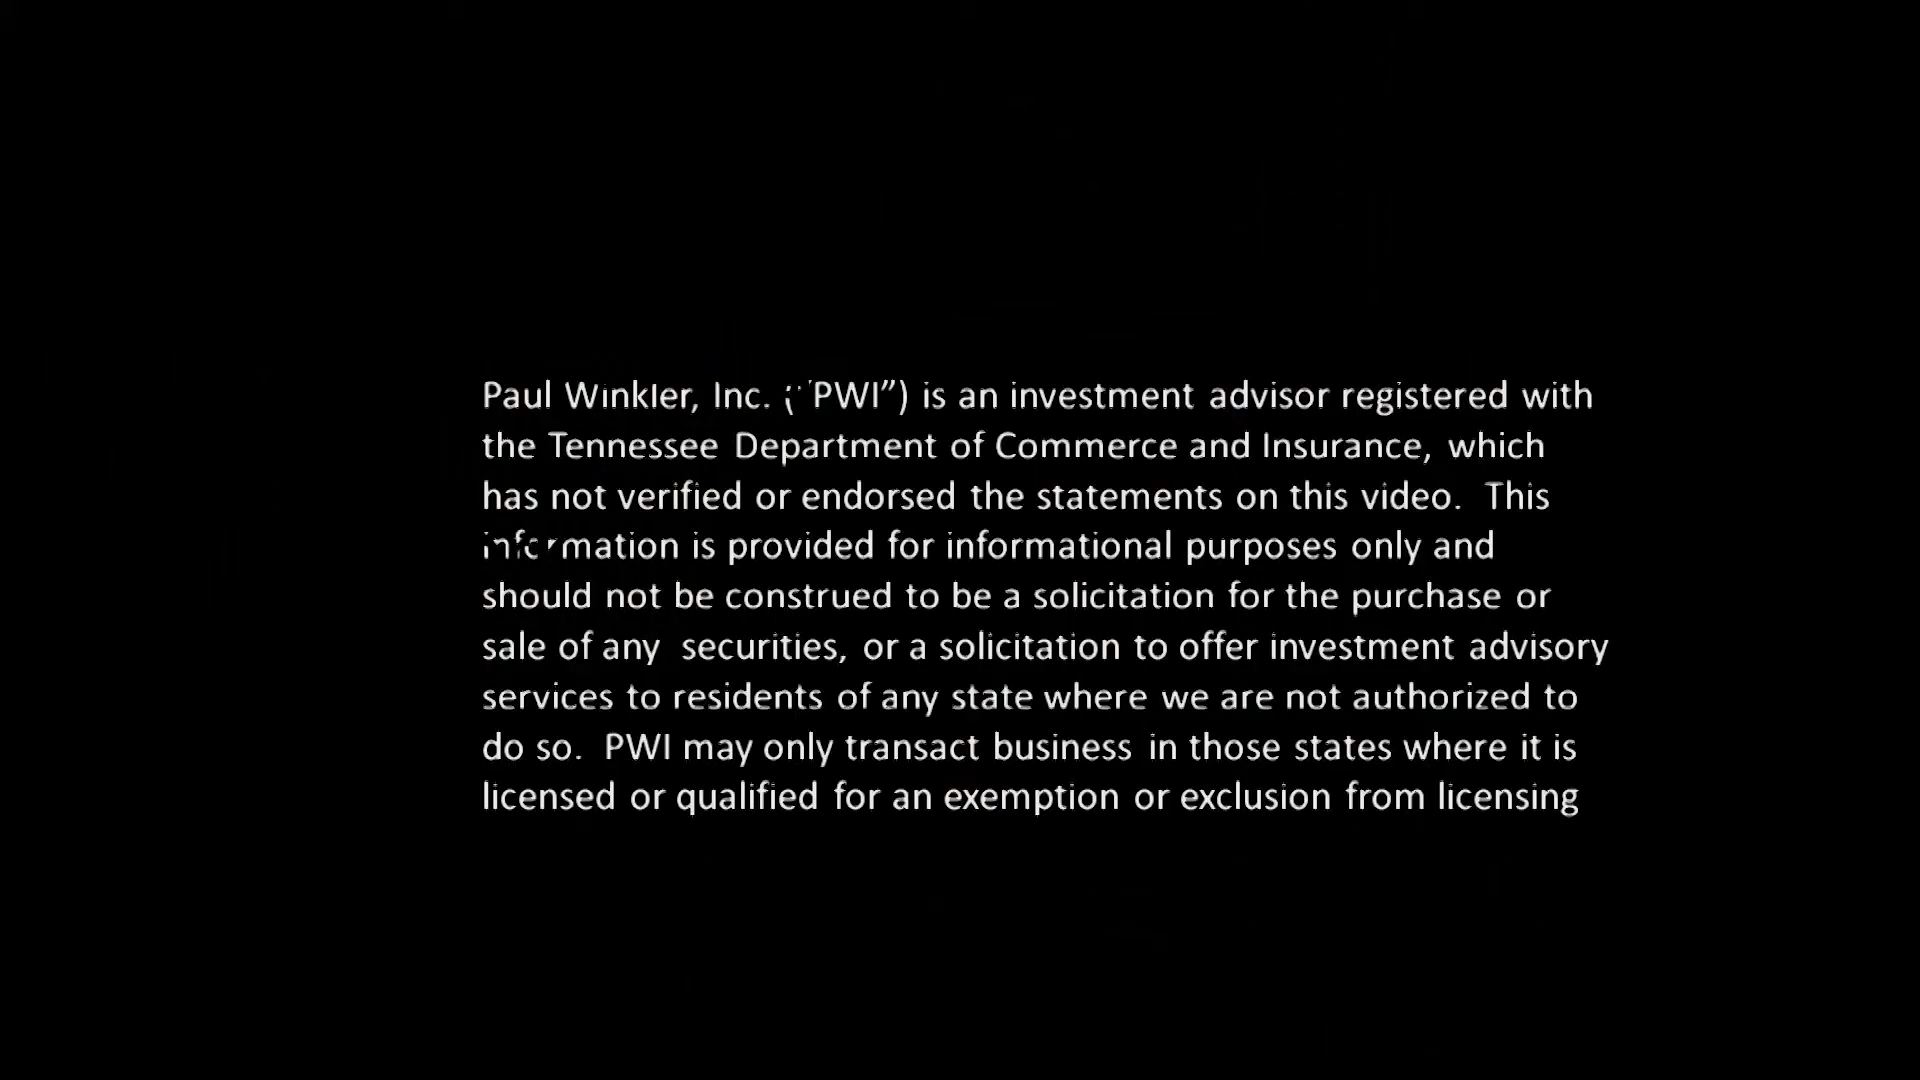 Paul Winkler, Inc. (“PWI”) is an investment advisor registered with
the Tennessee Department of Commerce and Insurance, which
has not verified or endorsed the statements on this video.  This
information is provided for informational purposes only and
should not be construed to be a solicitation for the purchase or
sale of any  securities, or a solicitation to offer investment advisory
services to residents of any state where we are not authorized to
do so.  PWI may only transact business in those states where it is
licensed or qualified for an exemption or exclusion from licensing